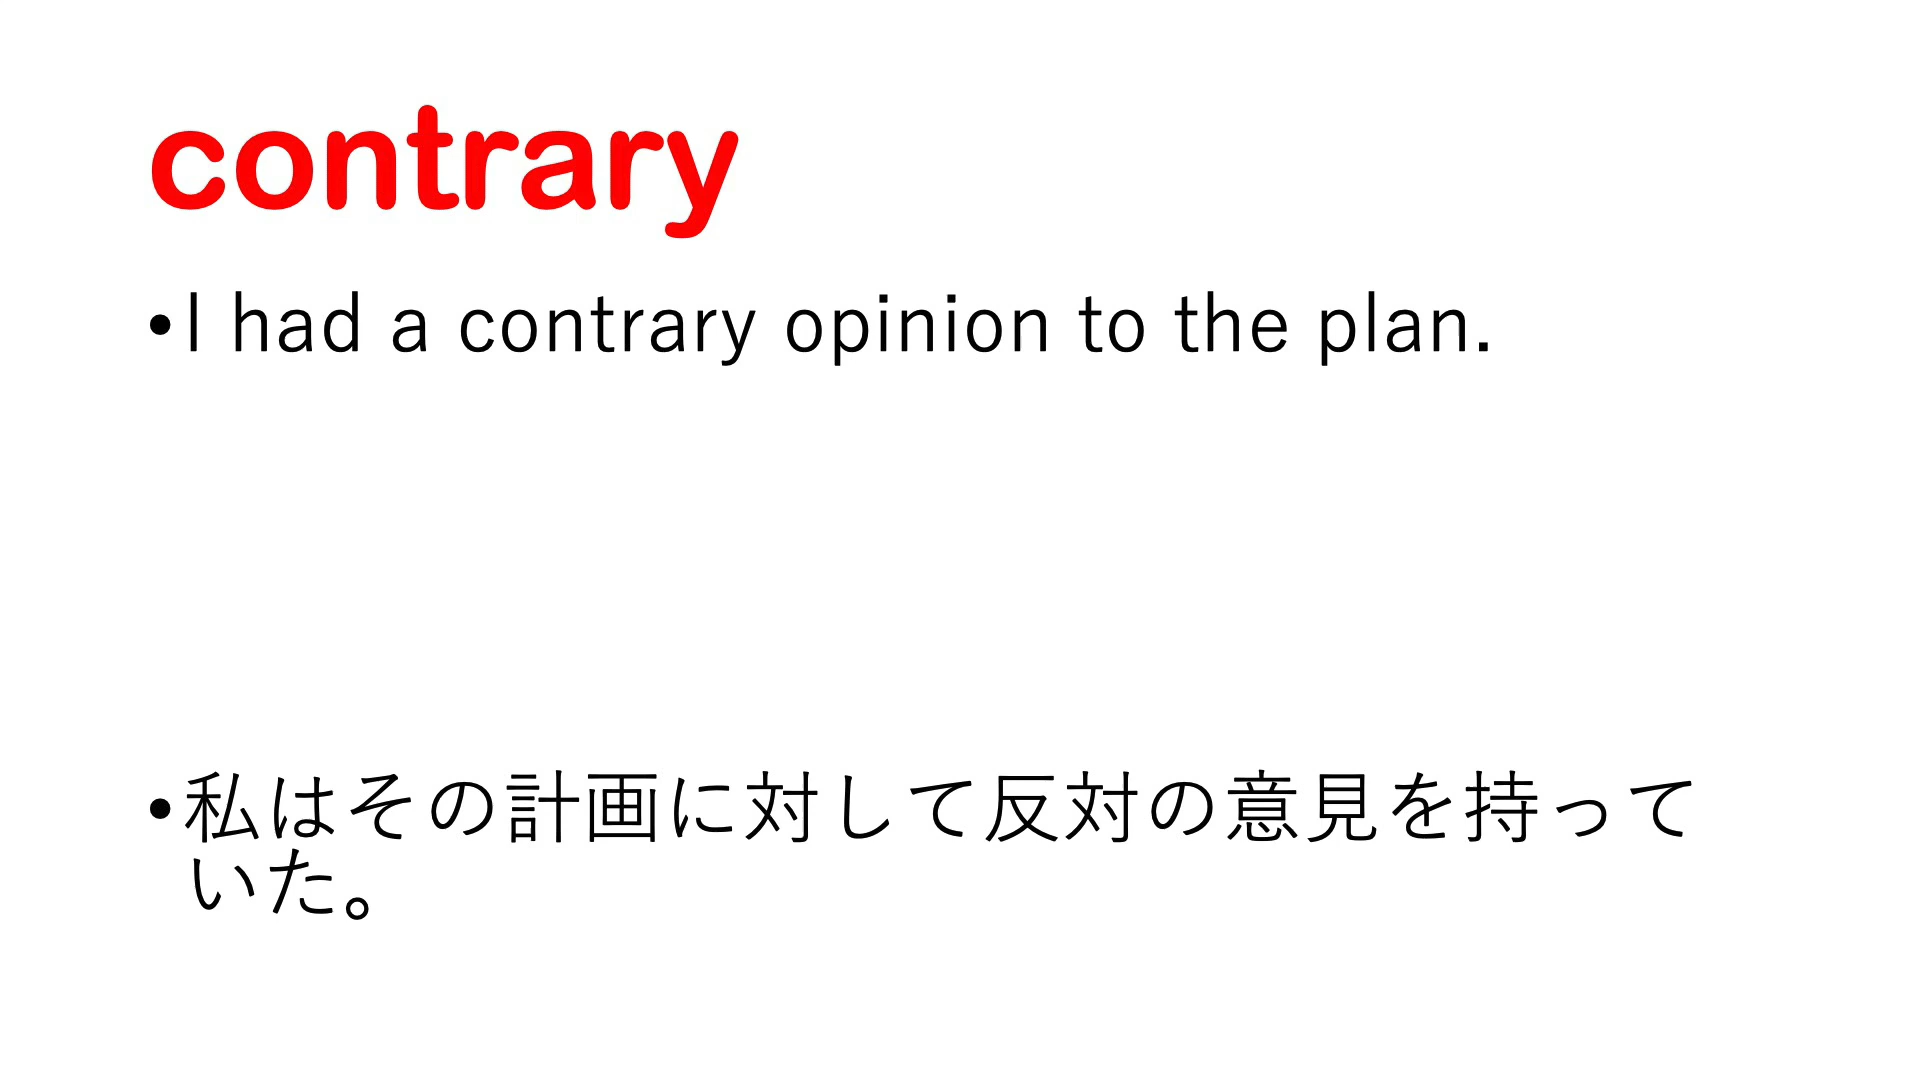 contrary
•I had a contrary opinion to the plan.
•私はその計画に対して反対の意見を持って
いた。